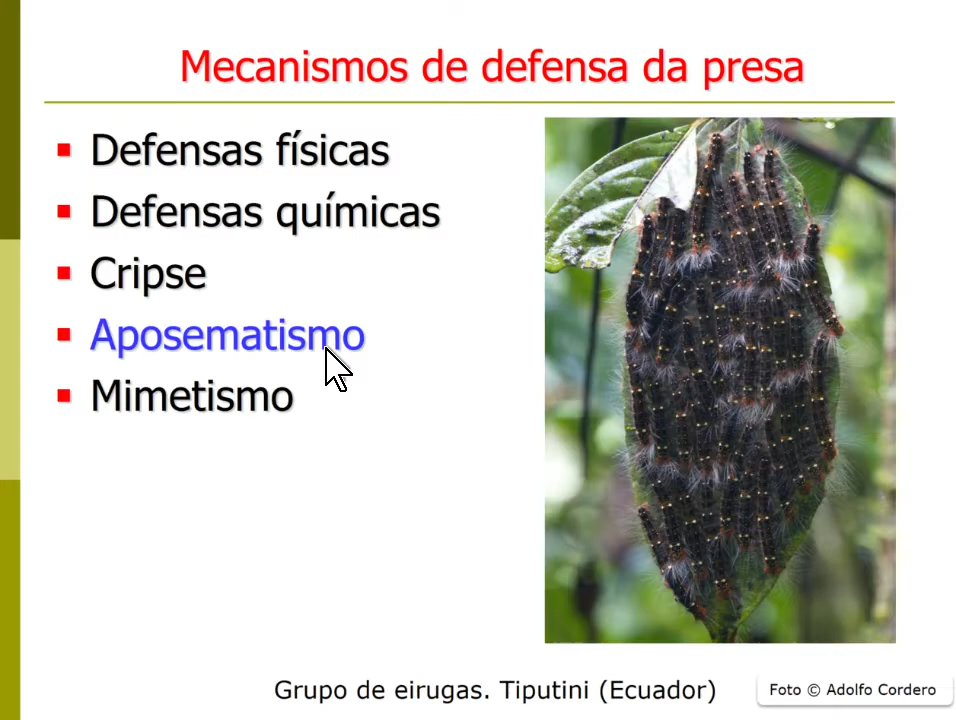 Mecanismos de defensa da presa
Defensas físicas
Defensas químicas
Cripse
Aposematismo
Mimetismo
Grupo de eirugas. Tiputini (Ecuador)
Foto © Adolfo Cordero